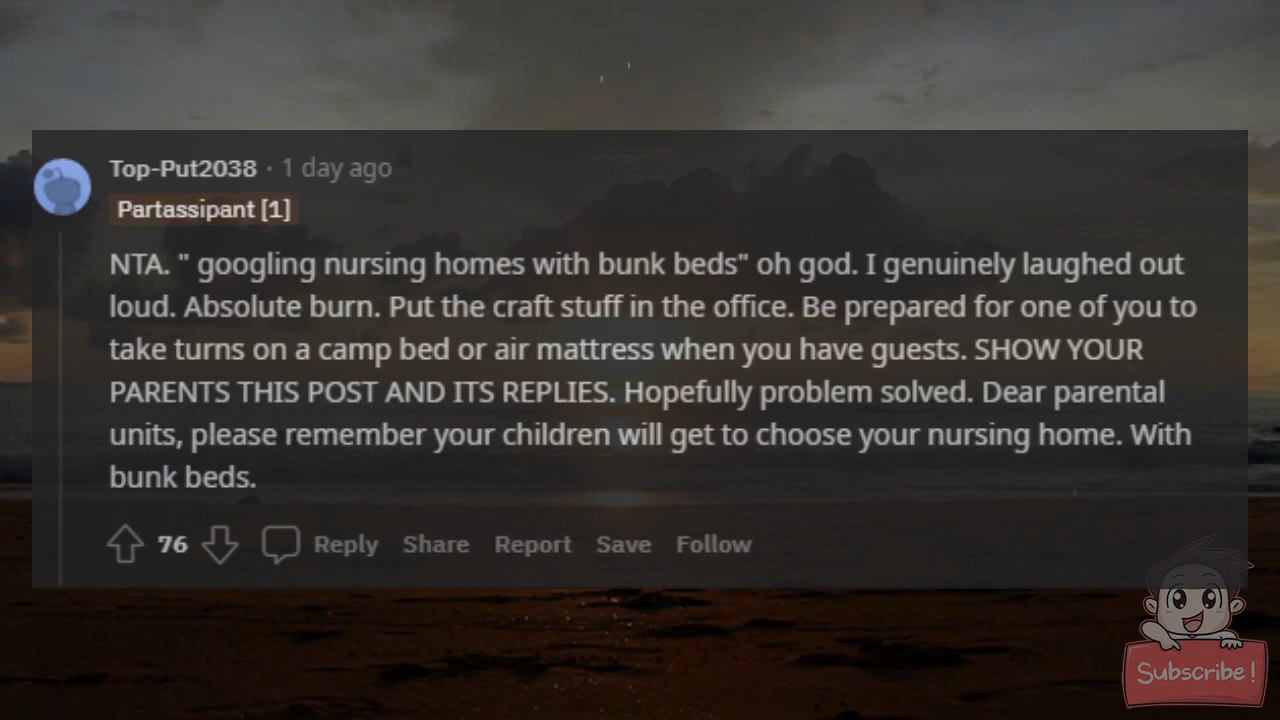 Top-Put2038 · 1 day ago
Partassipant [1]
NTA. " googling nursing homes with bunk beds" oh god. I genuinely laughed out
loud. Absolute burn. Put the craft stuff in the office. Be prepared for one of you to
take turns on a camp bed or air mattress when you have guests. SHOW YOUR
PARENTS THIS POST AND ITS REPLIES. Hopefully problem solved. Dear parental
units, please remember your children will get to choose your nursing home. With
bunk beds.
76 Reply Share Report Save Follow
Subscribe!